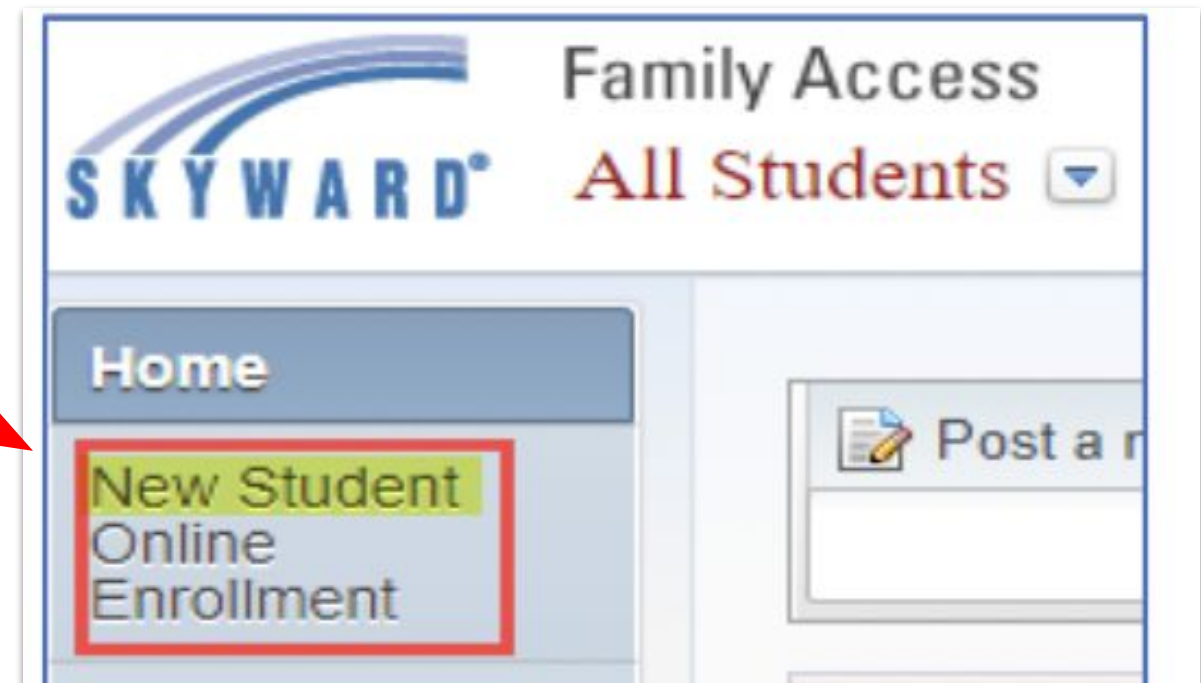 Family Access
SKYWARD®
All Students
Home
Post a
New Student
Online
Enrollment